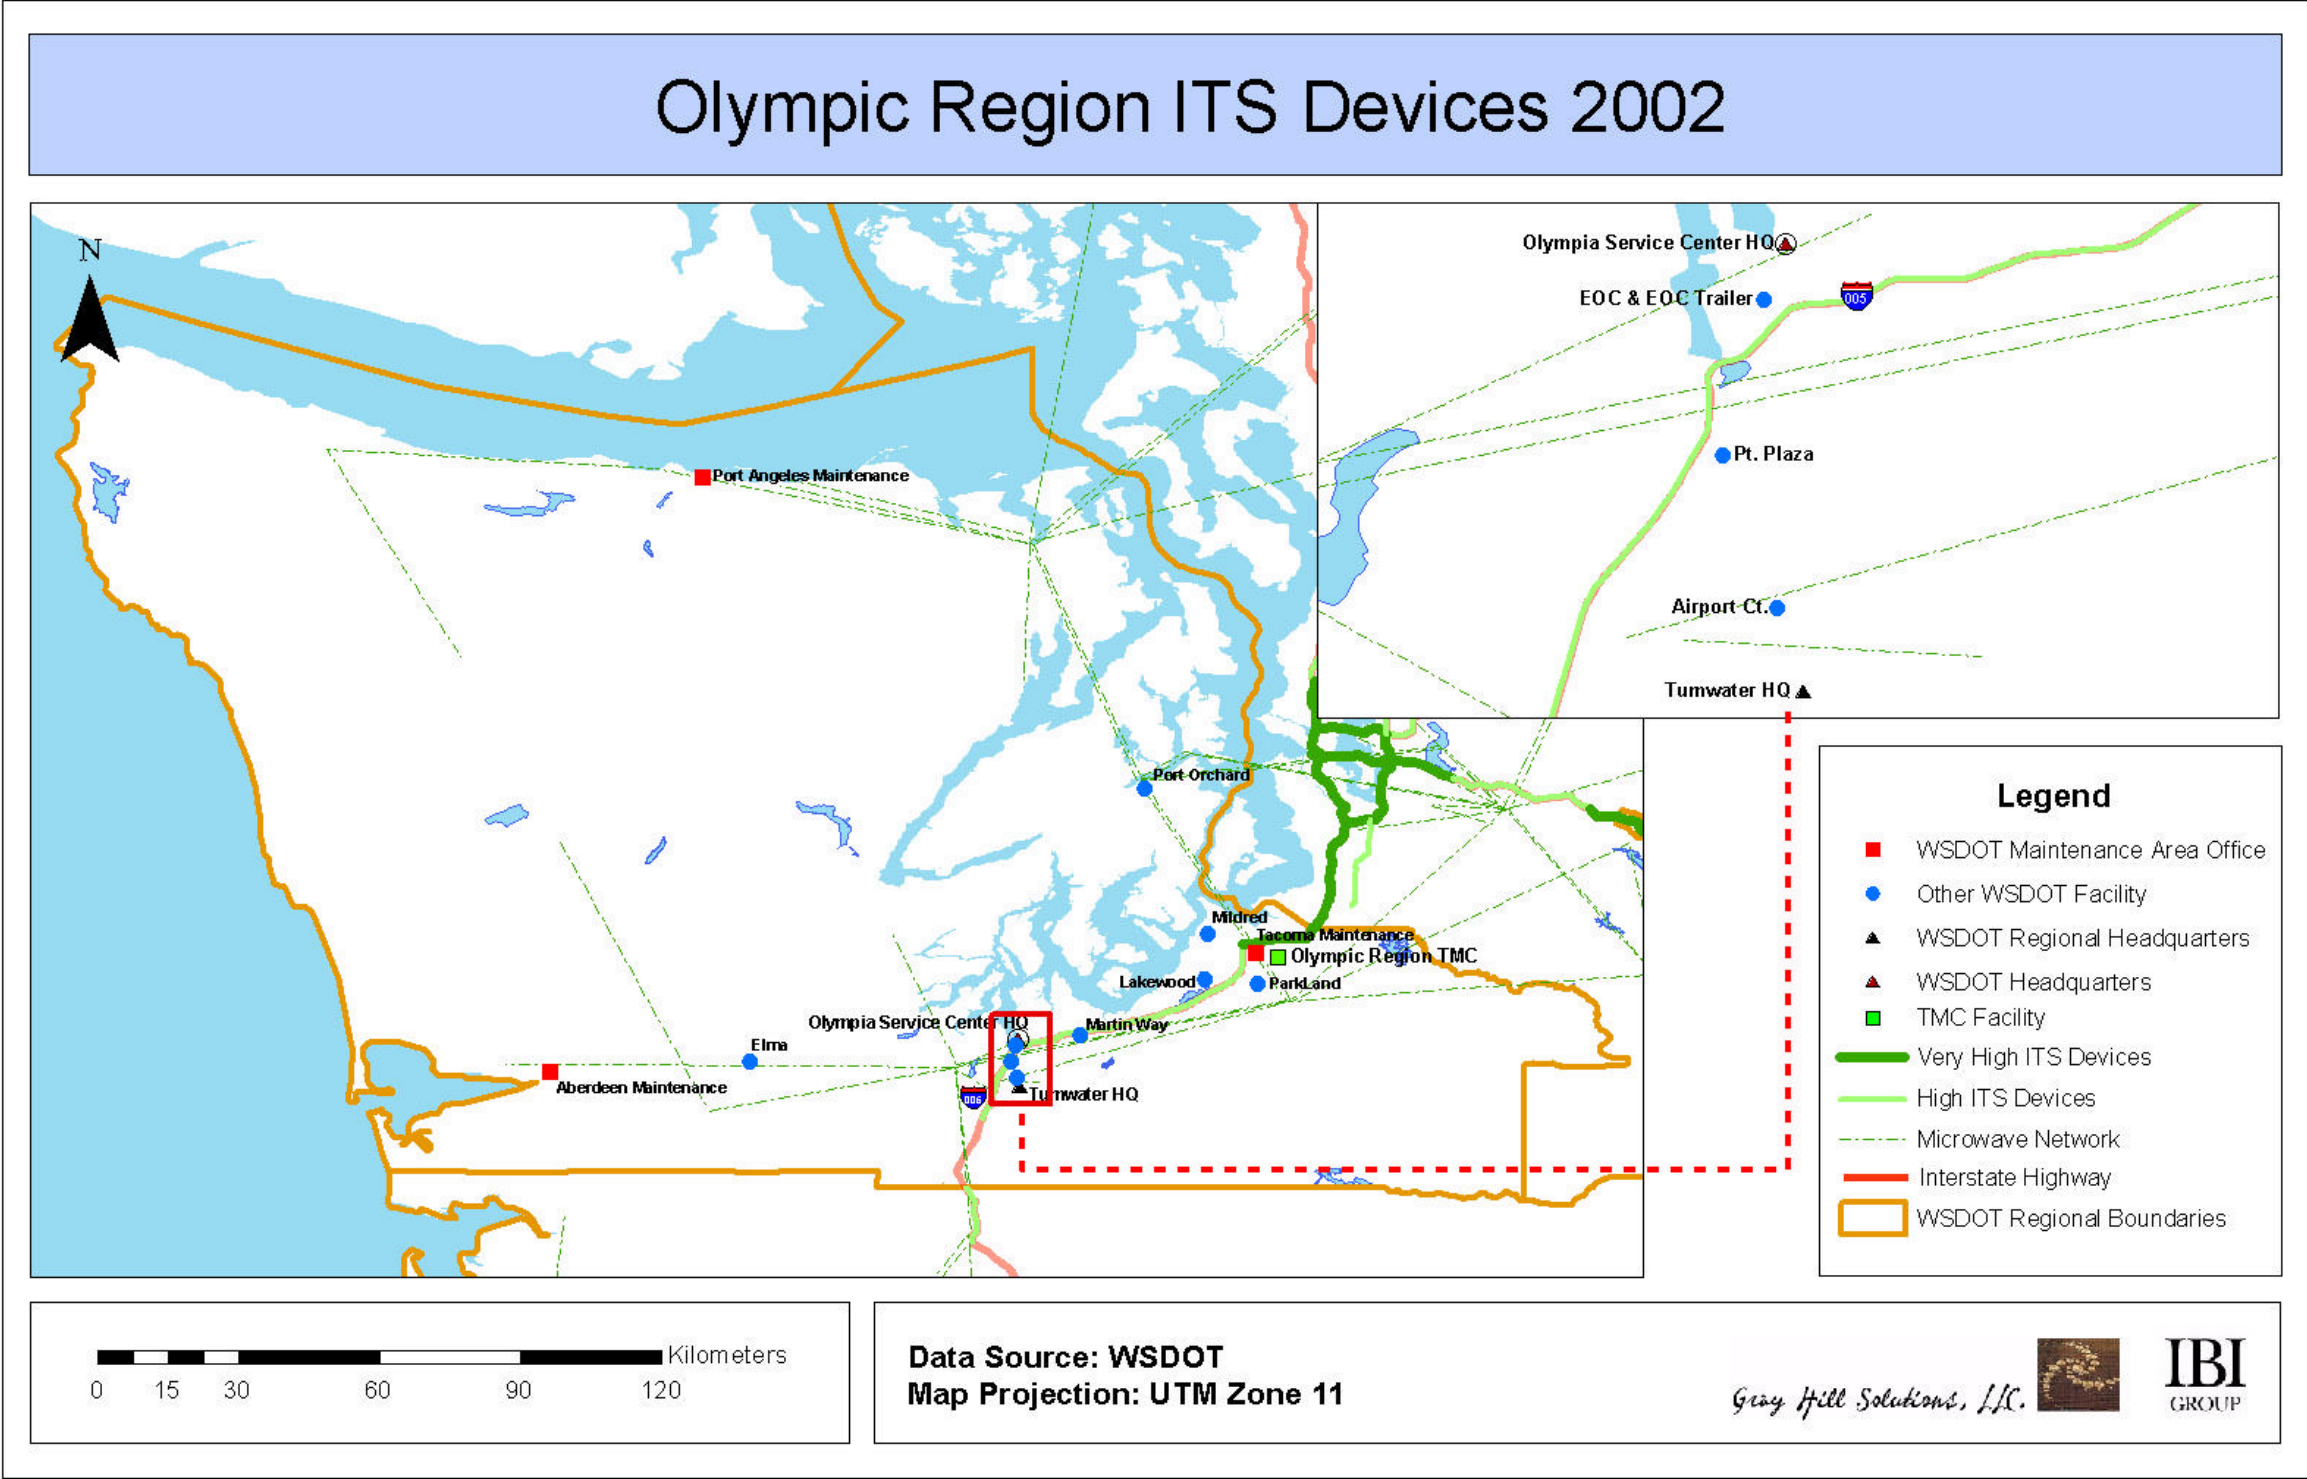 Olympic Region ITS Devices 2002
N
Port Angeles Maintenance
Port Orchard
Mildred
Tacoma Maintenance
Olympic Region TMC
Lakewood
ParkLand
Olympia Service Center HQ
Martin Way
Elma
Aberdeen Maintenance
006
Tumwater HQ
Olympia Service Center HQ
EOC & EOC Trailer
005
Pt. Plaza
Airport Ct.
Tumwater HQ
Legend
WSDOT Maintenance Area Office
Other WSDOT Facility
WSDOT Regional Headquarters
WSDOT Headquarters
TMC Facility
Very High ITS Devices
High ITS Devices
Microwave Network
Interstate Highway
WSDOT Regional Boundaries
Kilometers
0 15 30 60 90 120
Data Source: WSDOT
Map Projection: UTM Zone 11
Gray Hill Solutions, LLC.
IBI
GROUP